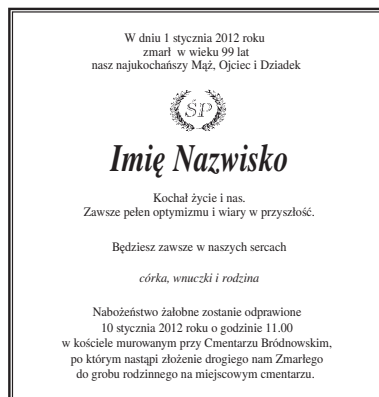 W dniu 1 stycznia 2012 roku
zmarł w wieku 99 lat
nasz najukochańszy Mąż, Ojciec i Dziadek
ŚP
Imię Nazwisko
Kochał życie i nas.
Zawsze pełen optymizmu i wiary w przyszłość.
Będziesz zawsze w naszych sercach
córka, wnuczki i rodzina
Nabożeństwo żałobne zostanie odprawione
10 stycznia 2012 roku o godzinie 11.00
w kościele murowanym przy Cmentarzu Bródnowskim,
po którym nastąpi złożenie drogiego nam Zmarłego
do grobu rodzinnego na miejscowym cmentarzu.